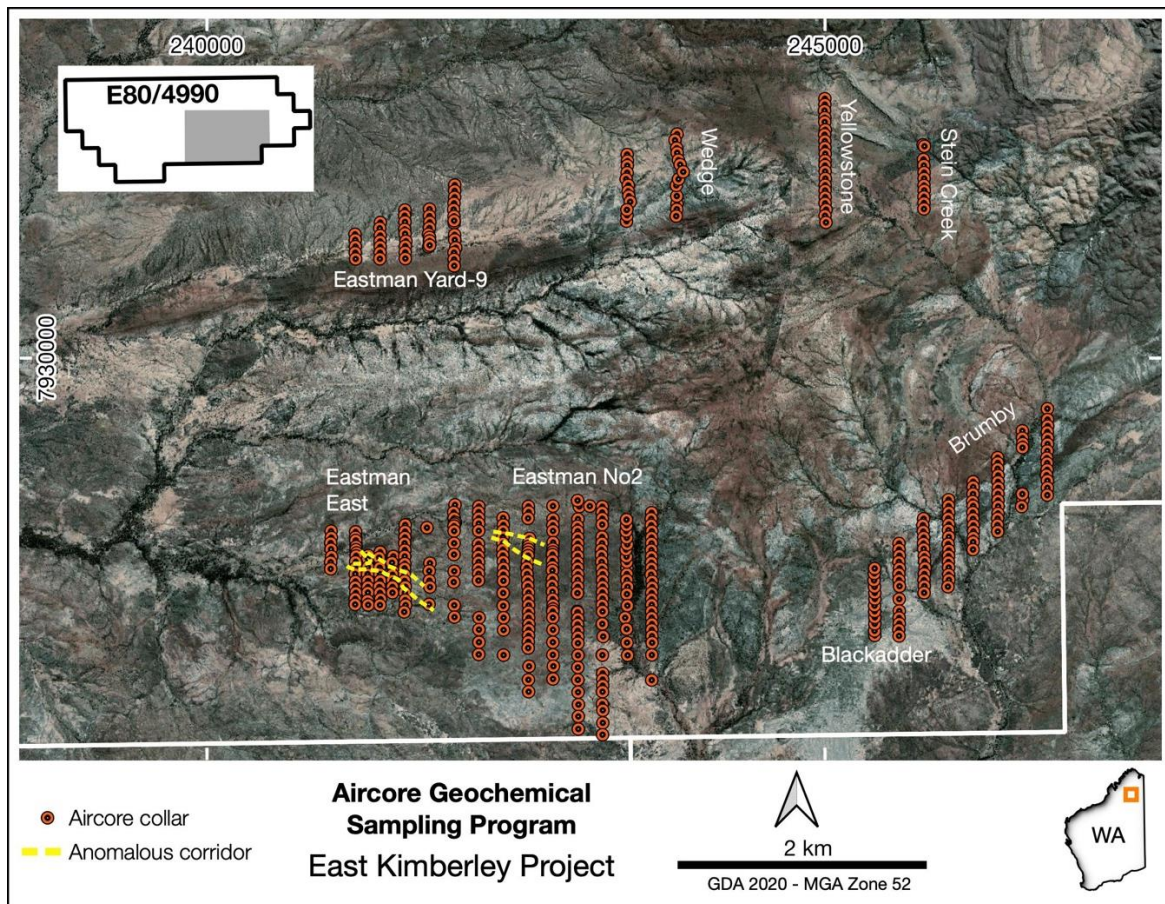 240000
245000
E80/4990
Wedge
Yellowstone
Stein Creek
Eastman Yard-9
7930000
Brumby
Eastman
East
Eastman No2
Blackadder
Aircore collar
Anomalous corridor
Aircore Geochemical
Sampling Program
East Kimberley Project
2 km
GDA 2020 - MGA Zone 52
WA